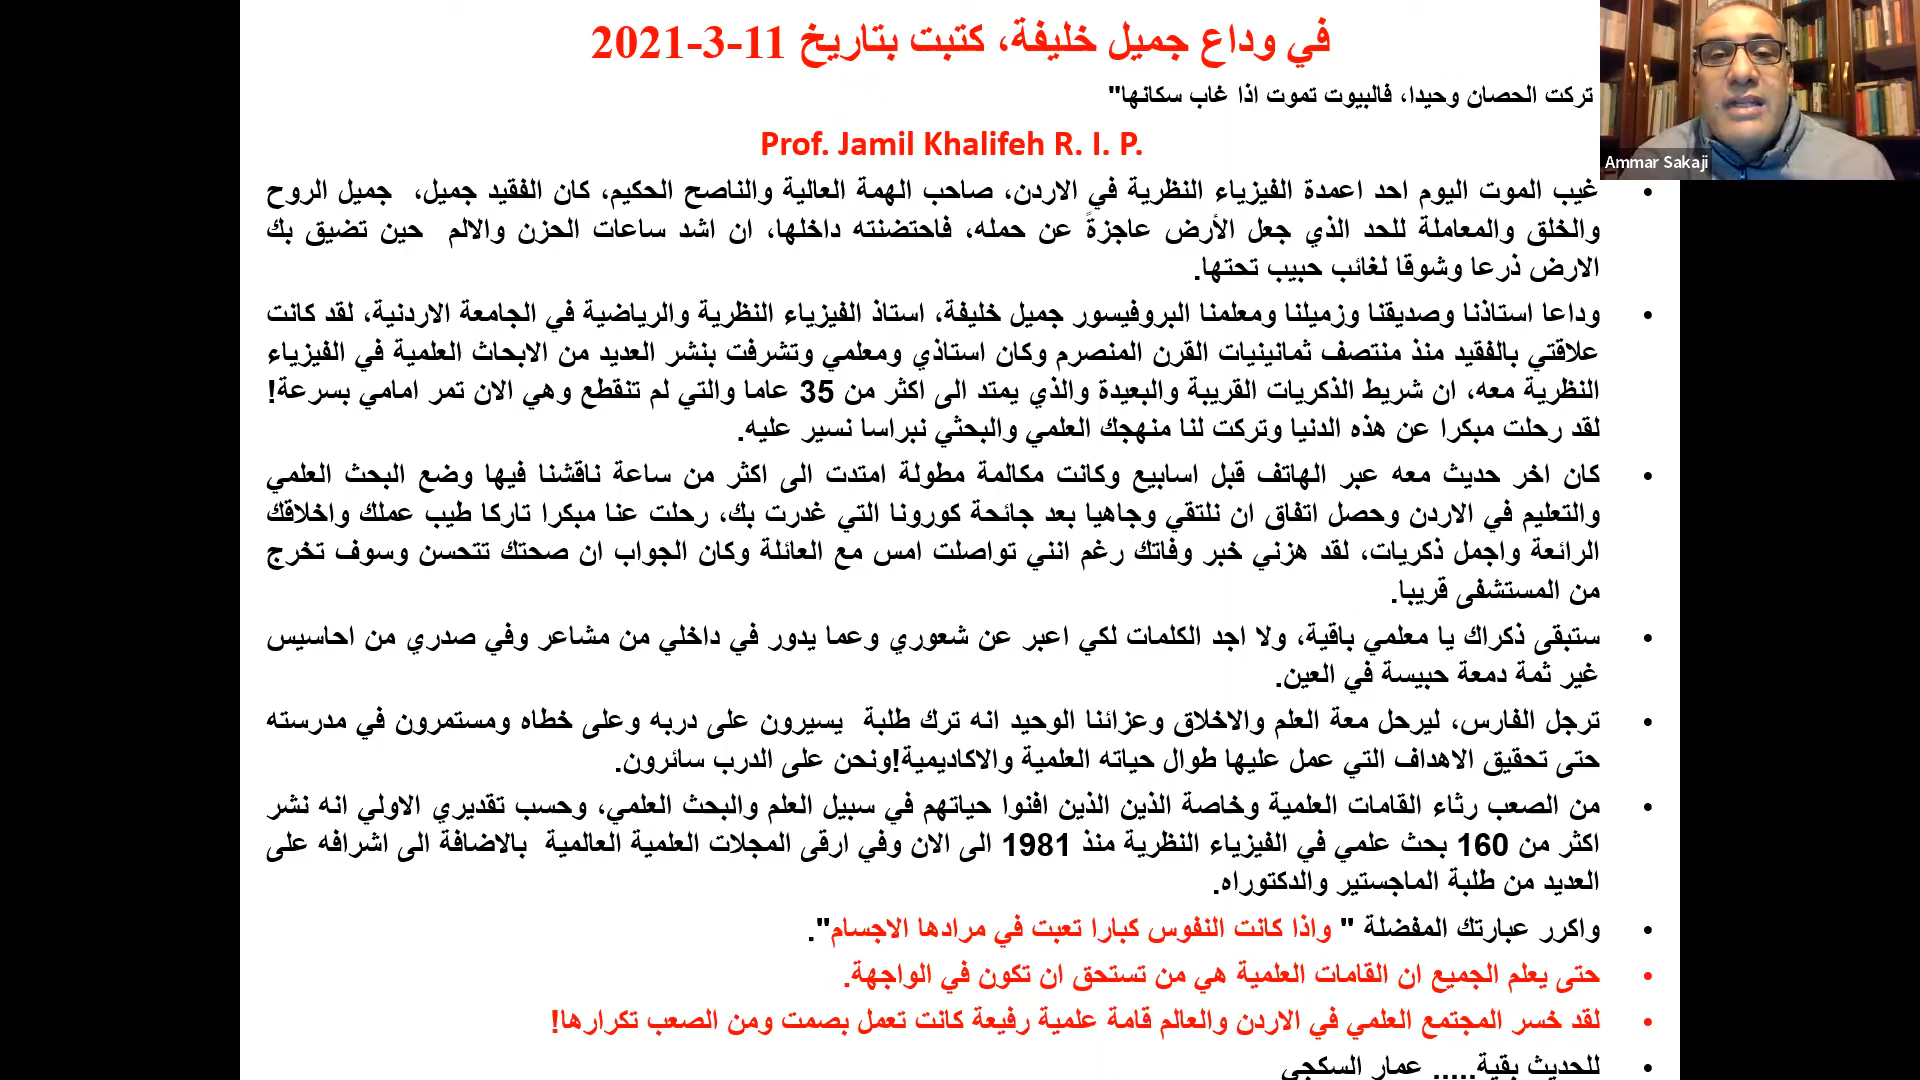 في وداع جميل خليفة، كتبت بتاريخ 11-3-2021
تركت الحصان وحيدا، فالبيوت تموت اذا غاب سكانها"
Prof. Jamil Khalifeh R. I. P.
Ammar Sakaji
• غيب الموت اليوم احد اعمدة الفيزياء النظرية في الاردن، صاحب الهمة العالية والناصح الحكيم، كان الفقيد جميل، جميل الروح
والخلق والمعاملة للحد الذي جعل الأرض عاجزةً عن حمله، فاحتضنته داخلها، ان اشد ساعات الحزن والالم حين تضيق بك
الارض ذرعا وشوقا لغائب حبيب تحتها.
• وداعا استاذنا وصديقنا وزميلنا ومعلمنا البروفيسور جميل خليفة، استاذ الفيزياء النظرية والرياضية في الجامعة الاردنية، لقد كانت
علاقتي بالفقيد منذ منتصف ثمانينيات القرن المنصرم وكان استاذي ومعلمي وتشرفت بنشر العديد من الابحاث العلمية في الفيزياء
النظرية معه، ان شريط الذكريات القريبة والبعيدة والذي يمتد الى اكثر من 35 عاما والتي لم تنقطع وهي الان تمر امامي بسرعة!
لقد رحلت مبكرا عن هذه الدنيا وتركت لنا منهجك العلمي والبحثي نبراسا نسير عليه.
• كان اخر حديث معه عبر الهاتف قبل اسابيع وكانت مكالمة مطولة امتدت الى اكثر من ساعة ناقشنا فيها وضع البحث العلمي
والتعليم في الاردن وحصل اتفاق ان نلتقي وجاهيا بعد جائحة كورونا التي غدرت بك، رحلت عنا مبكرا تاركا طيب عملك واخلاقك
الرائعة واجمل ذكريات، لقد هزني خبر وفاتك رغم انني تواصلت امس مع العائلة وكان الجواب ان صحتك تتحسن وسوف تخرج
من المستشفى قريبا.
• ستبقى ذكراك يا معلمي باقية، ولا اجد الكلمات لكي اعبر عن شعوري وعما يدور في داخلي من مشاعر وفي صدري من احاسيس
غير ثمة دمعة حبيسة في العين.
• ترجل الفارس، ليرحل معة العلم والاخلاق وعزائنا الوحيد انه ترك طلبة يسيرون على دربه وعلى خطاه ومستمرون في مدرسته
حتى تحقيق الاهداف التي عمل عليها طوال حياته العلمية والاكاديمية!ونحن على الدرب سائرون.
• من الصعب رثاء القامات العلمية وخاصة الذين الذين افنوا حياتهم في سبيل العلم والبحث العلمي، وحسب تقديري الاولي انه نشر
اكثر من 160 بحث علمي في الفيزياء النظرية منذ 1981 الى الان وفي ارقى المجلات العلمية العالمية بالاضافة الى اشرافه على
العديد من طلبة الماجستير والدكتوراه.
• واكرر عبارتك المفضلة " واذا كانت النفوس كبارا تعبت في مرادها الاجسام".
• حتى يعلم الجميع ان القامات العلمية هي من تستحق ان تكون في الواجهة.
• لقد خسر المجتمع العلمي في الاردن والعالم قامة علمية رفيعة كانت تعمل بصمت ومن الصعب تكرارها!
• للحديث بقية..... عمار السكجي